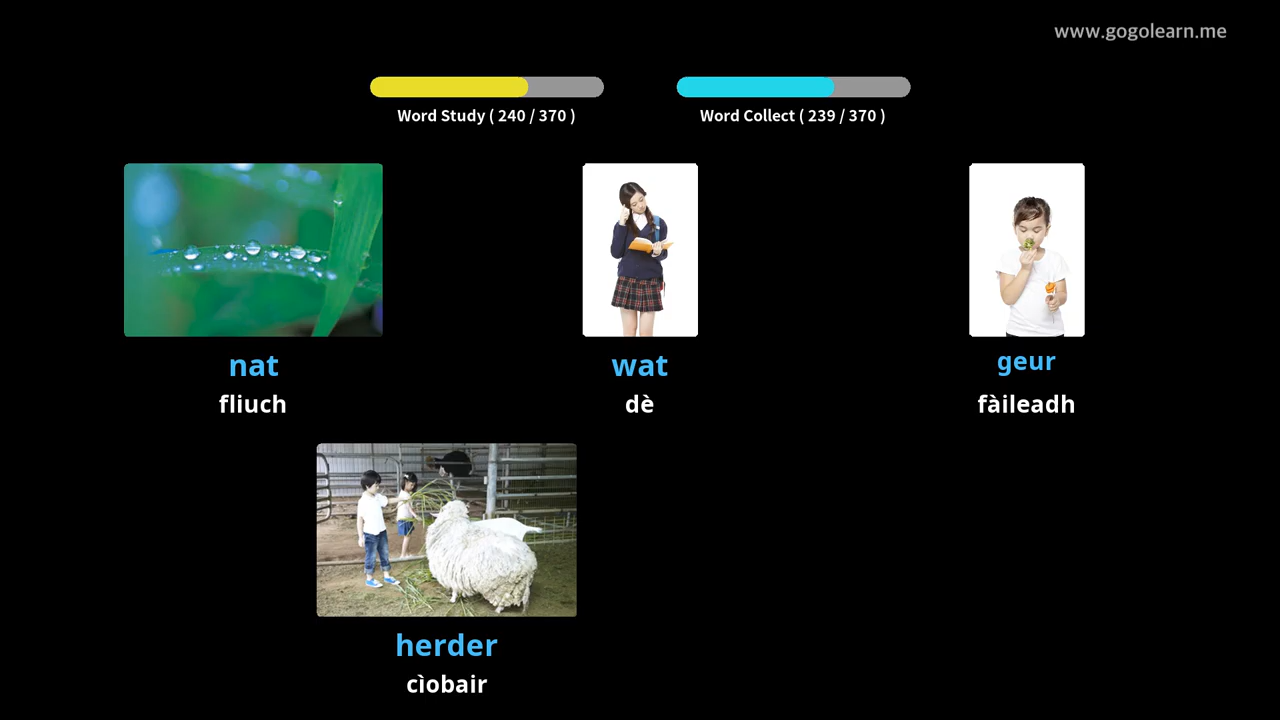 www.gogolearn.me
Word Study ( 240 / 370 )
Word Collect ( 239 / 370 )
nat
fliuch
wat
dè
geur
fàileadh
herder
cìobair